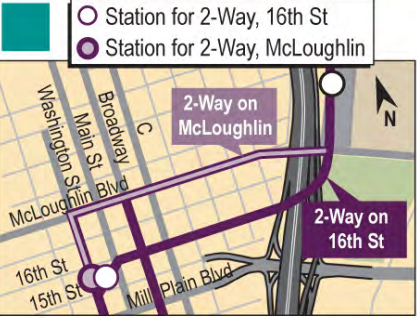 Station for 2-Way, 16th St
Station for 2-Way, McLoughlin
2-Way on
McLoughlin
N
Washington St
Main St
Broadway
C
McLoughlin Blvd
2-Way on
16th St
16th St
15th St
Mill Plain Blvd